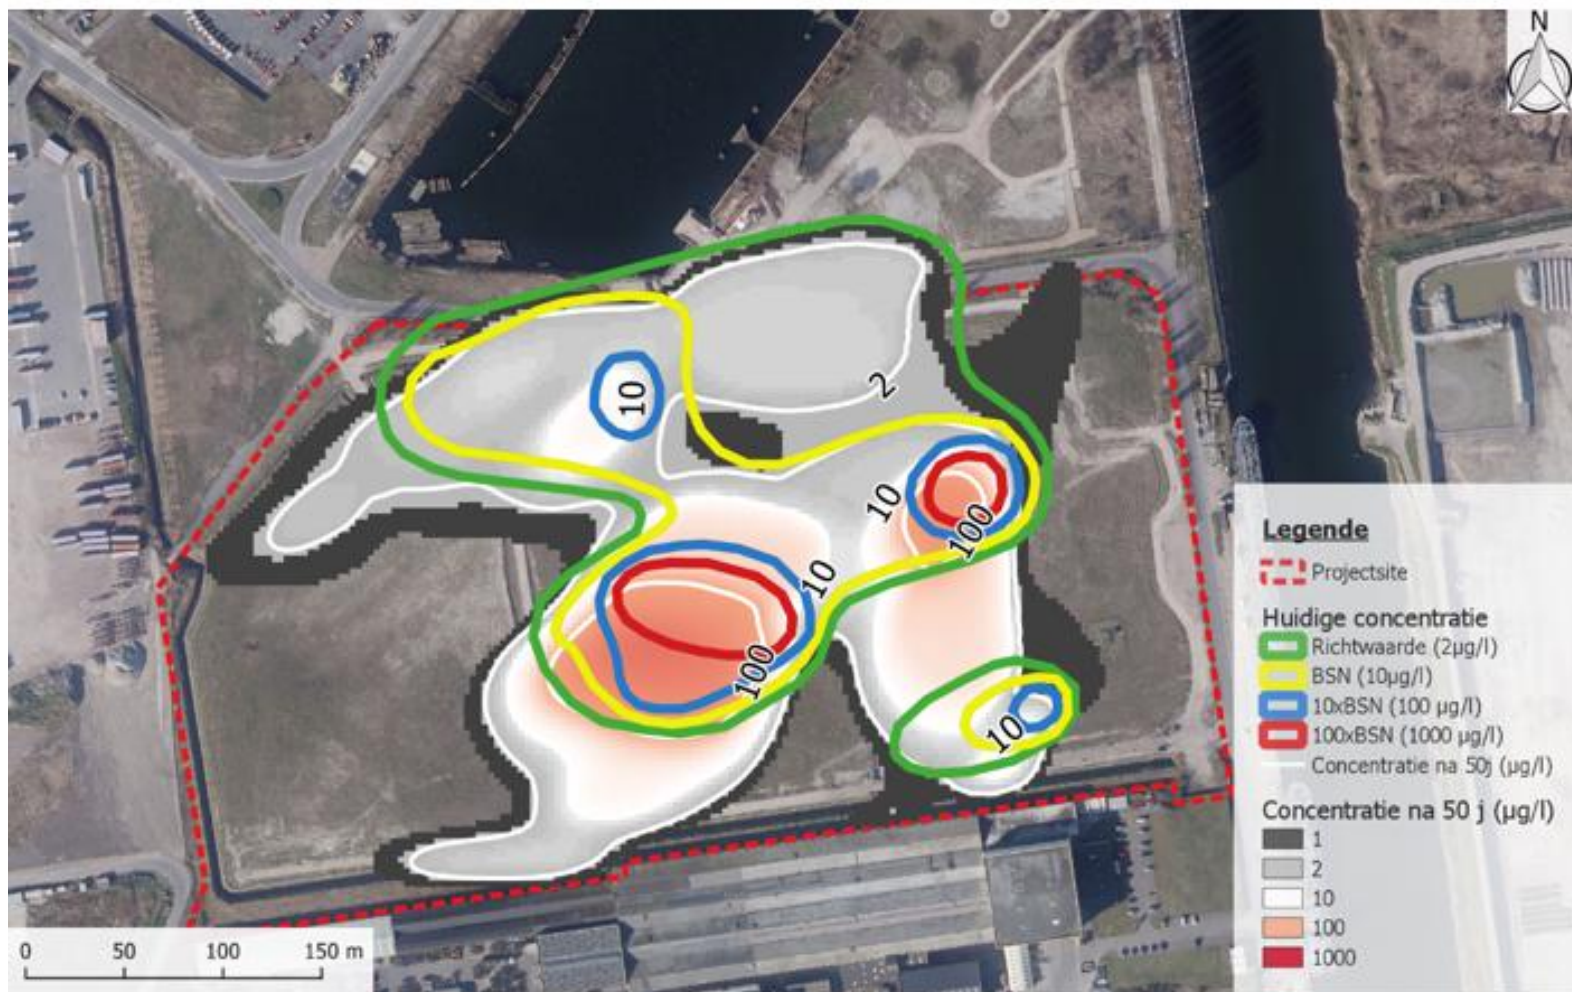 N
10
2
10
100
10
100
10
Legende
Projectsite
Huidige concentratie
Richtwaarde (2µg/l)
BSN (10µg/l)
10xBSN (100 µg/l)
100xBSN (1000 µg/l)
Concentratie na 50j (µg/l)
Concentratie na 50 j (µg/l)
1
2
10
100
1000
0 50 100 150 m